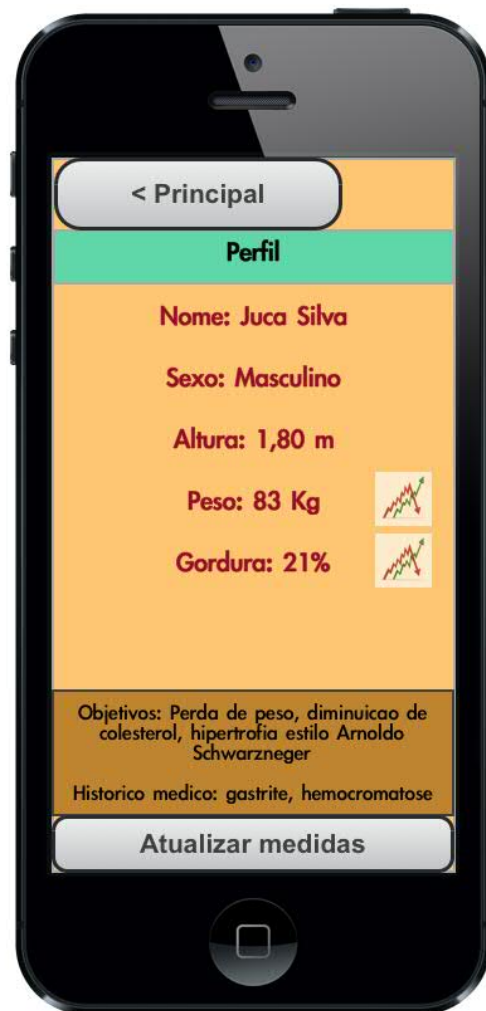 < Principal
Perfil
Nome: Juca Silva
Sexo: Masculino
Altura: 1,80 m
Peso: 83 Kg
Gordura: 21%
Objetivos: Perda de peso, diminuicao de
colesterol, hipertrofia estilo Arnoldo
Schwarzneger
Historico medico: gastrite, hemocromatose
Atualizar medidas